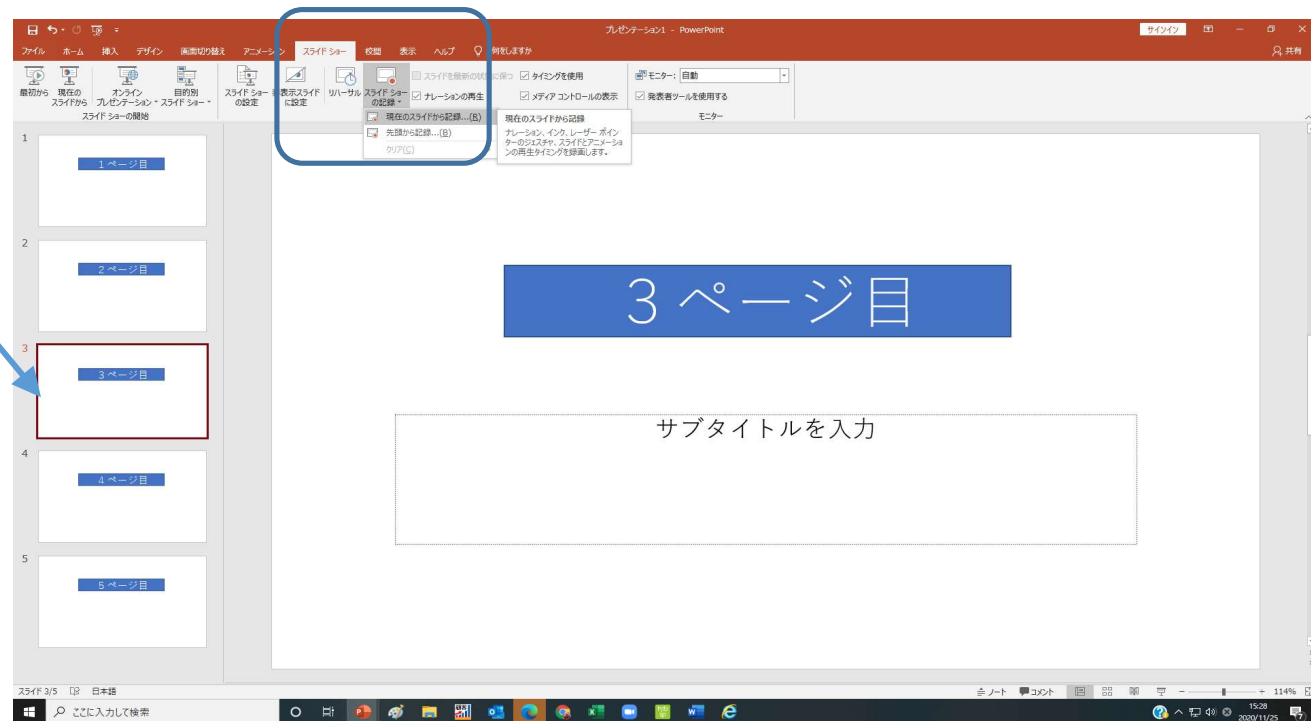 プレゼンテーション1 - PowerPoint
サインイン
ファイル ホーム 挿入 デザイン 画面切り替え アニメーション スライド ショー 校閲 表示 ヘルプ 何をしますか
共有
最初から
現在の
スライドから
オンライン
プレゼンテーション
目的別
スライド ショー
スライド ショー
の設定
非表示スライド
に設定
リハーサル
スライド ショー
の記録
スライドを最新の状態に保つ
ナレーションの再生
タイミングを使用
メディア コントロールの表示
モニター: 自動
発表者ツールを使用する
スライド ショーの開始
モニター
現在のスライドから記録...(R)
先頭から記録...(B)
クリア(C)
現在のスライドから記録
ナレーション、インク、レーザー ポイン
ターのジェスチャ、スライドとアニメーショ
ンの再生タイミングを録画します。
1
1ページ目
2
2ページ目
3
3ページ目
4
4ページ目
5
5ページ目
3ページ目
サブタイトルを入力
スライド 3/5 日本語
ノート コメント
114%
ここに入力して検索
15:28
2020/11/25